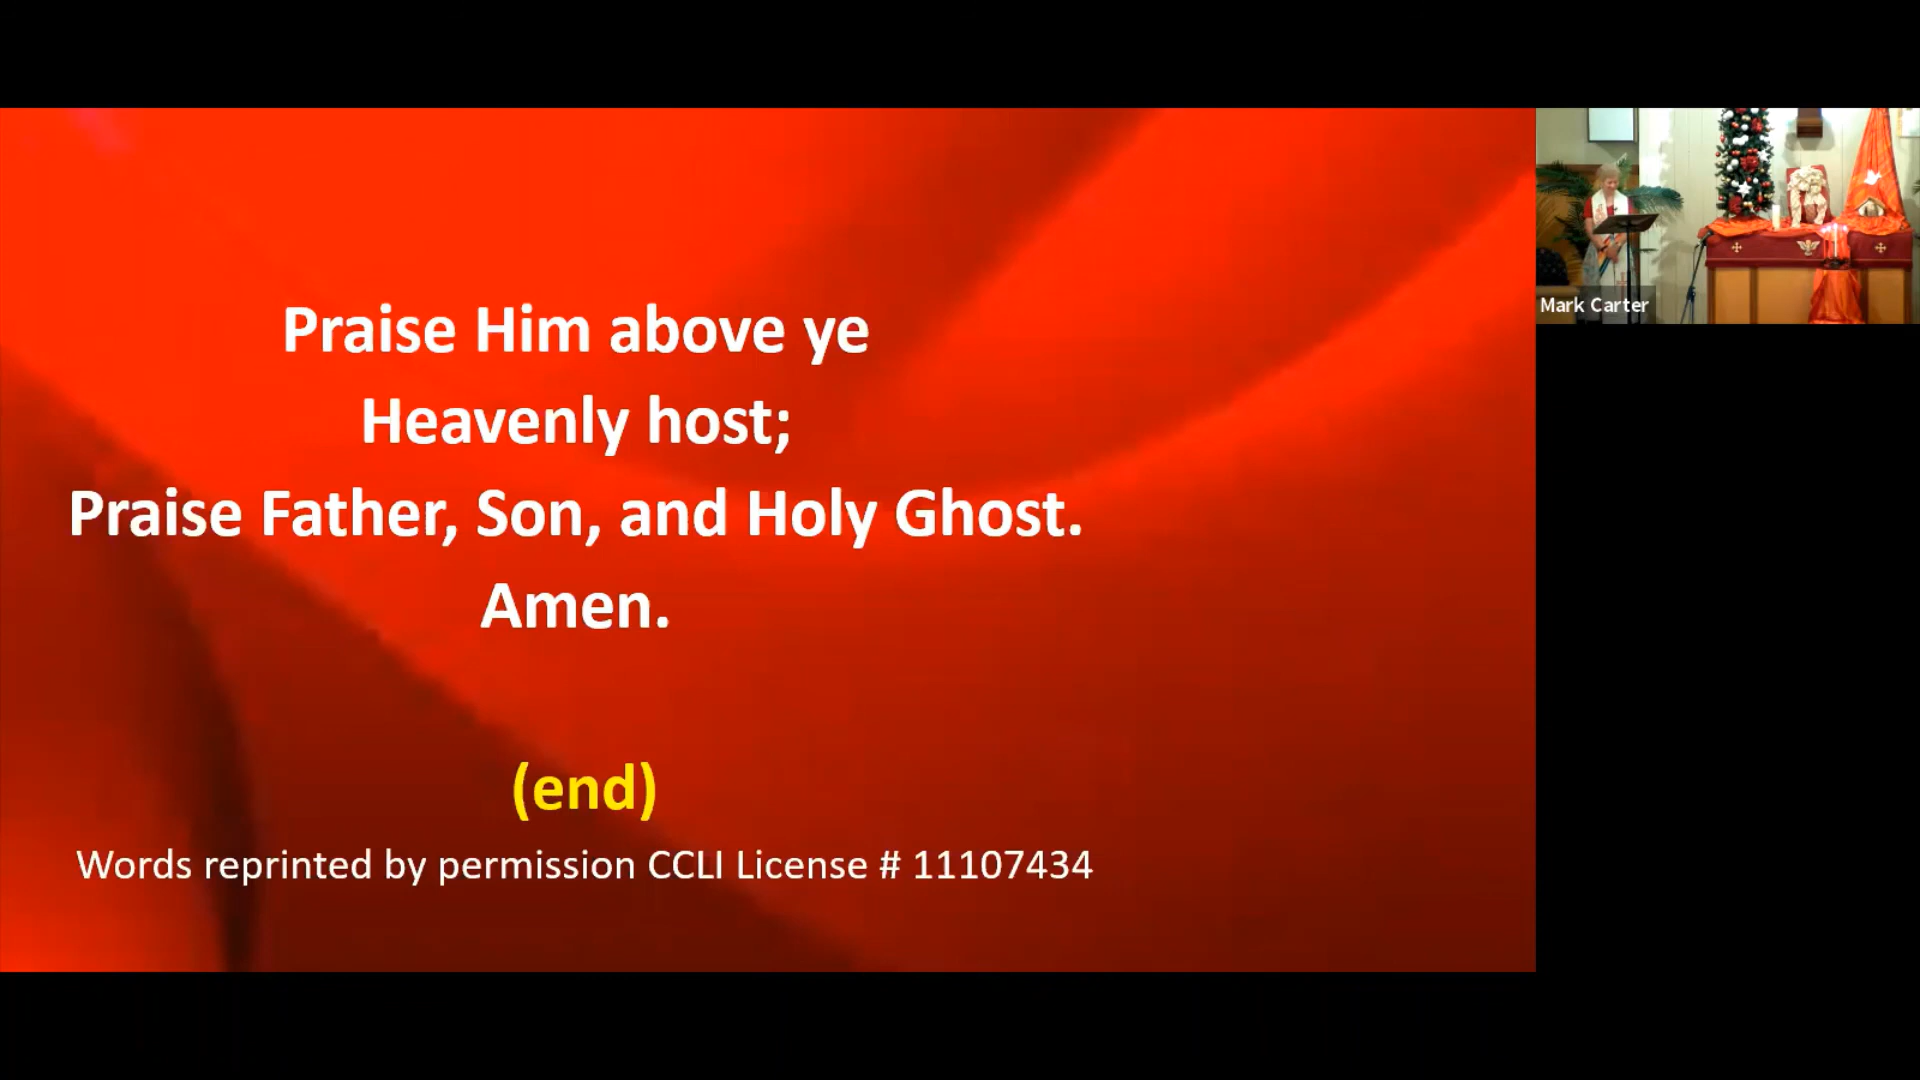 Praise Him above ye
Heavenly host;
Praise Father, Son, and Holy Ghost.
Amen.
(end)
Words reprinted by permission CCLI License # 11107434
Mark Carter